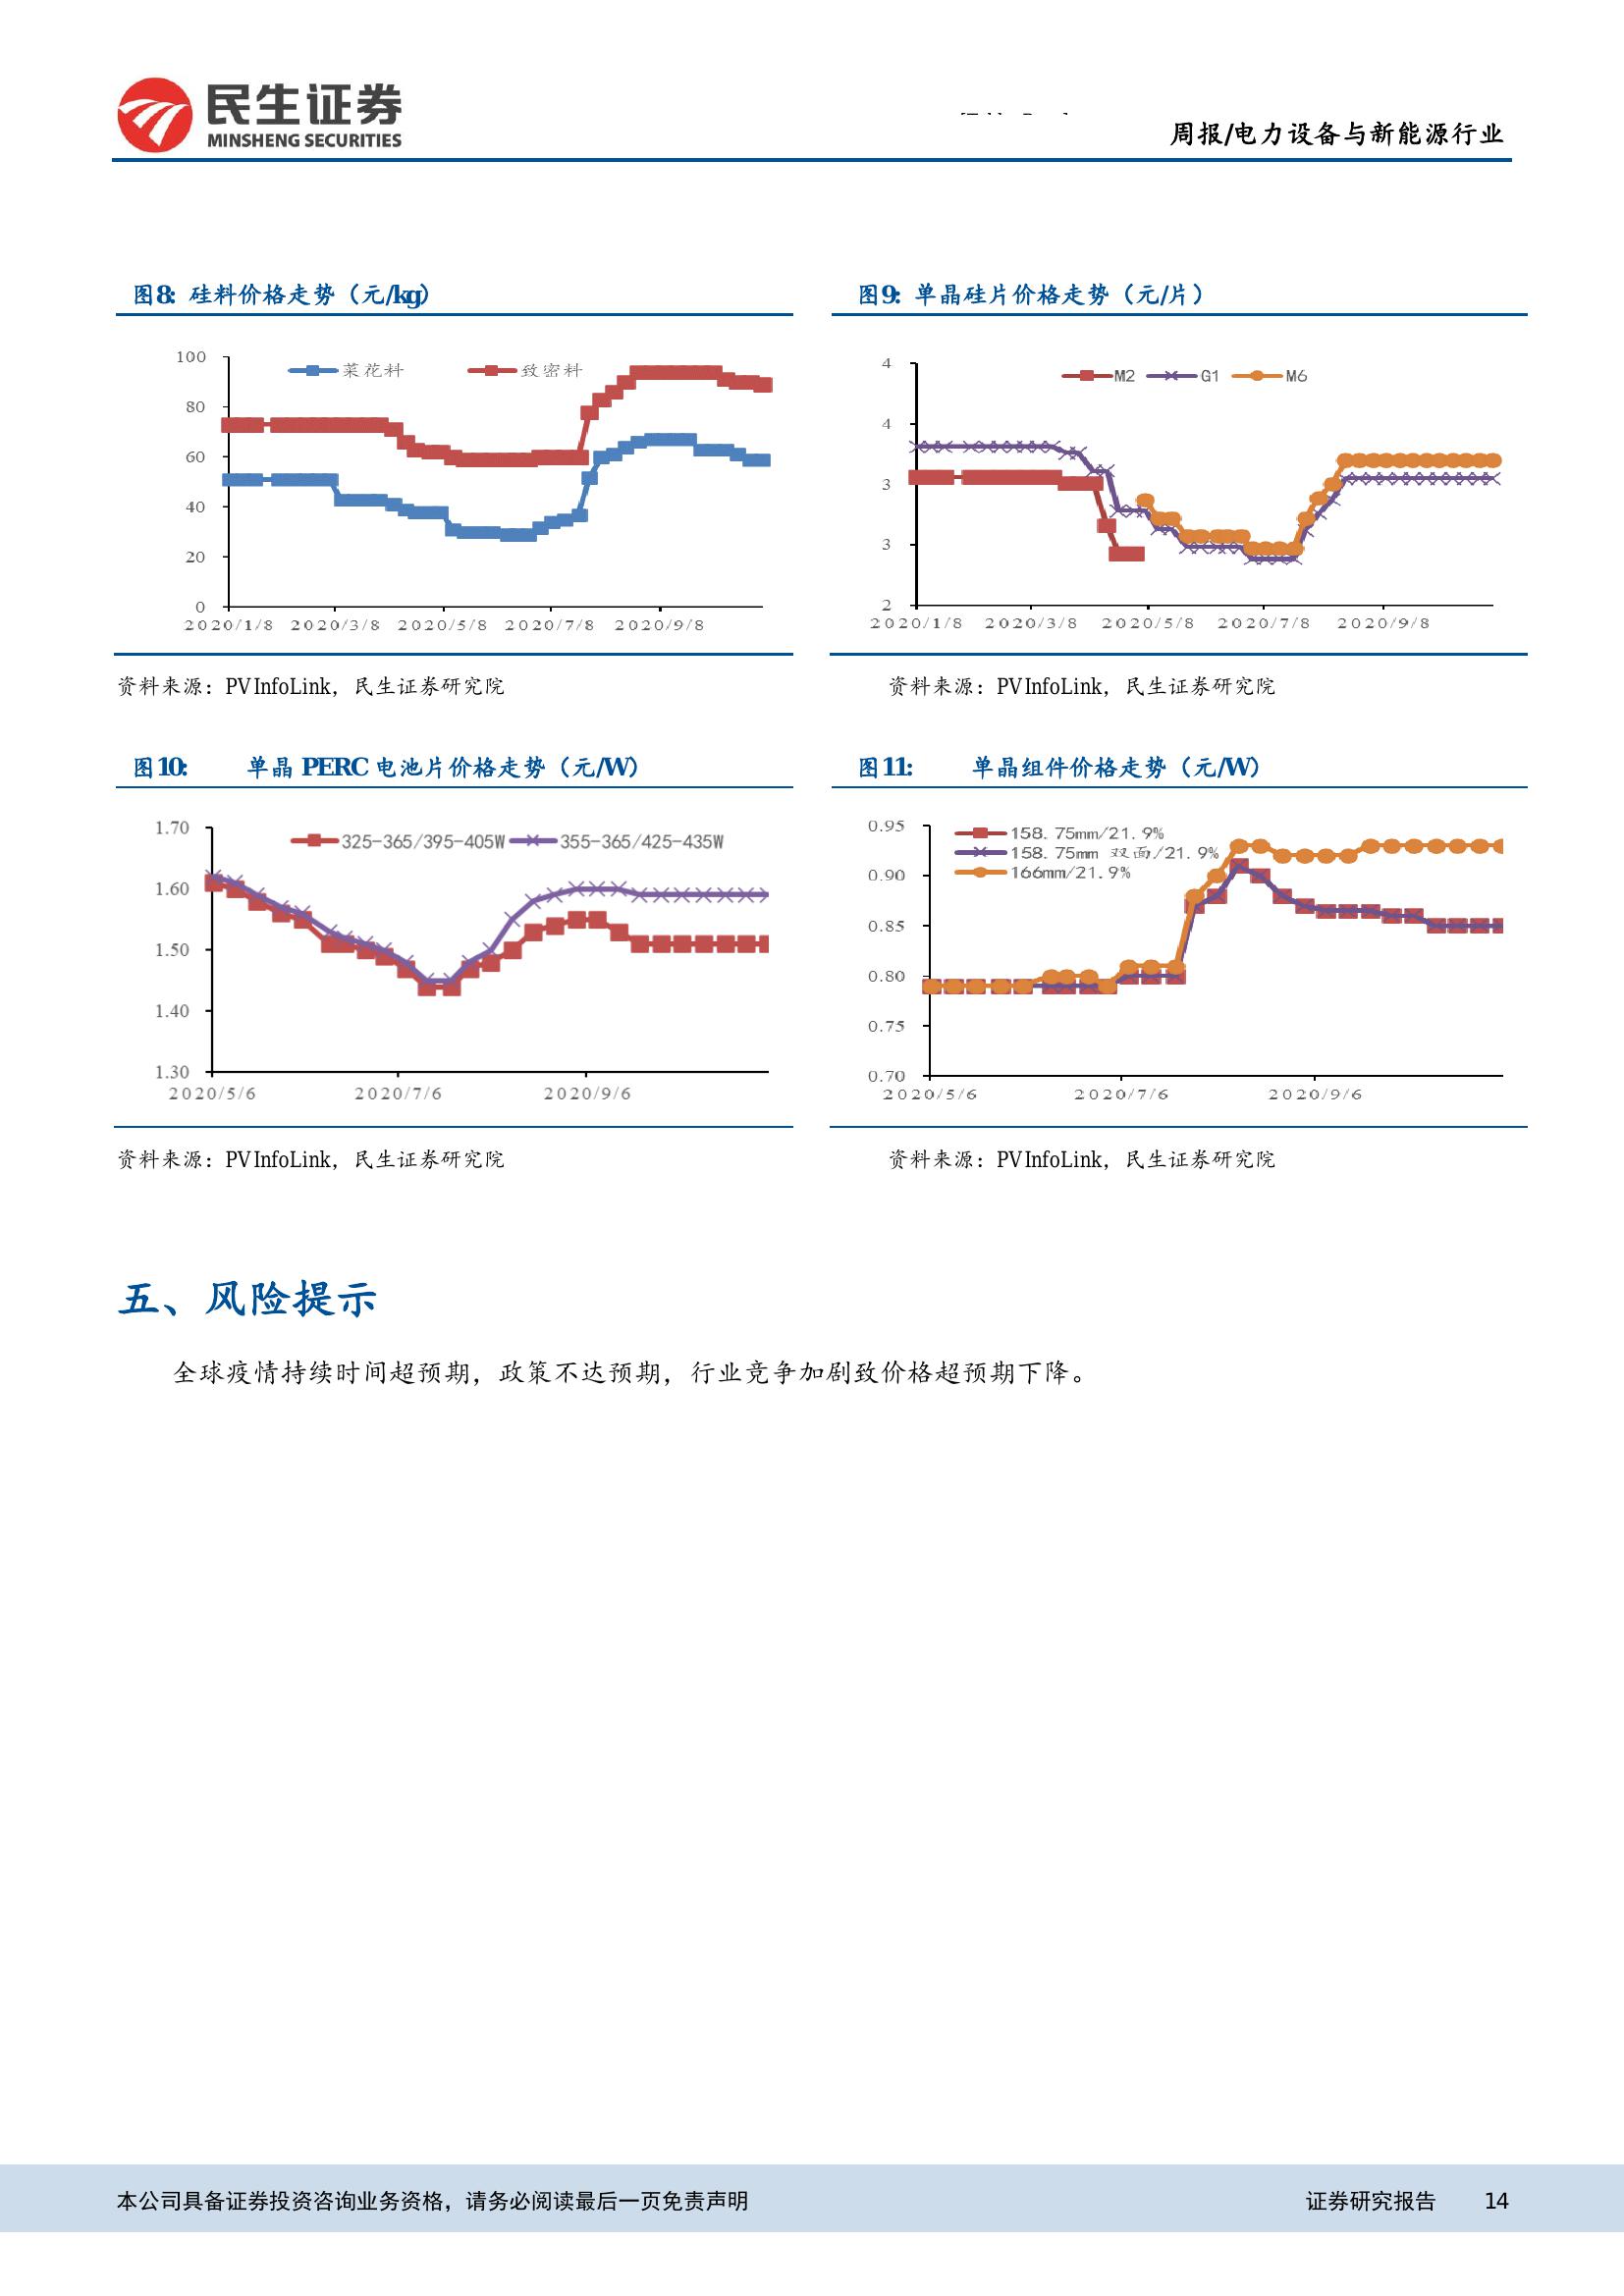 民生证券
MINSHENG SECURITIES
周报/电力设备与新能源行业
图8: 硅料价格走势（元/kg）
100
80
60
40
20
0
菜花料 致密料
2020/1/8 2020/3/8 2020/5/8 2020/7/8 2020/9/8
资料来源：PVInfoLink，民生证券研究院
图9: 单晶硅片价格走势（元/片）
4
4
3
3
2
M2 G1 M6
2020/1/8 2020/3/8 2020/5/8 2020/7/8 2020/9/8
资料来源：PVInfoLink，民生证券研究院
图10: 单晶 PERC 电池片价格走势（元/W）
1.70
1.60
1.50
1.40
1.30
325-365/395-405W 355-365/425-435W
2020/5/6 2020/7/6 2020/9/6
资料来源：PVInfoLink，民生证券研究院
图11: 单晶组件价格走势（元/W）
0.95
0.90
0.85
0.80
0.75
0.70
158.75mm/21.9%
158.75mm 双面/21.9%
166mm/21.9%
2020/5/6 2020/7/6 2020/9/6
资料来源：PVInfoLink，民生证券研究院
五、风险提示
全球疫情持续时间超预期，政策不达预期，行业竞争加剧致价格超预期下降。
本公司具备证券投资咨询业务资格，请务必阅读最后一页免责声明 证券研究报告 14